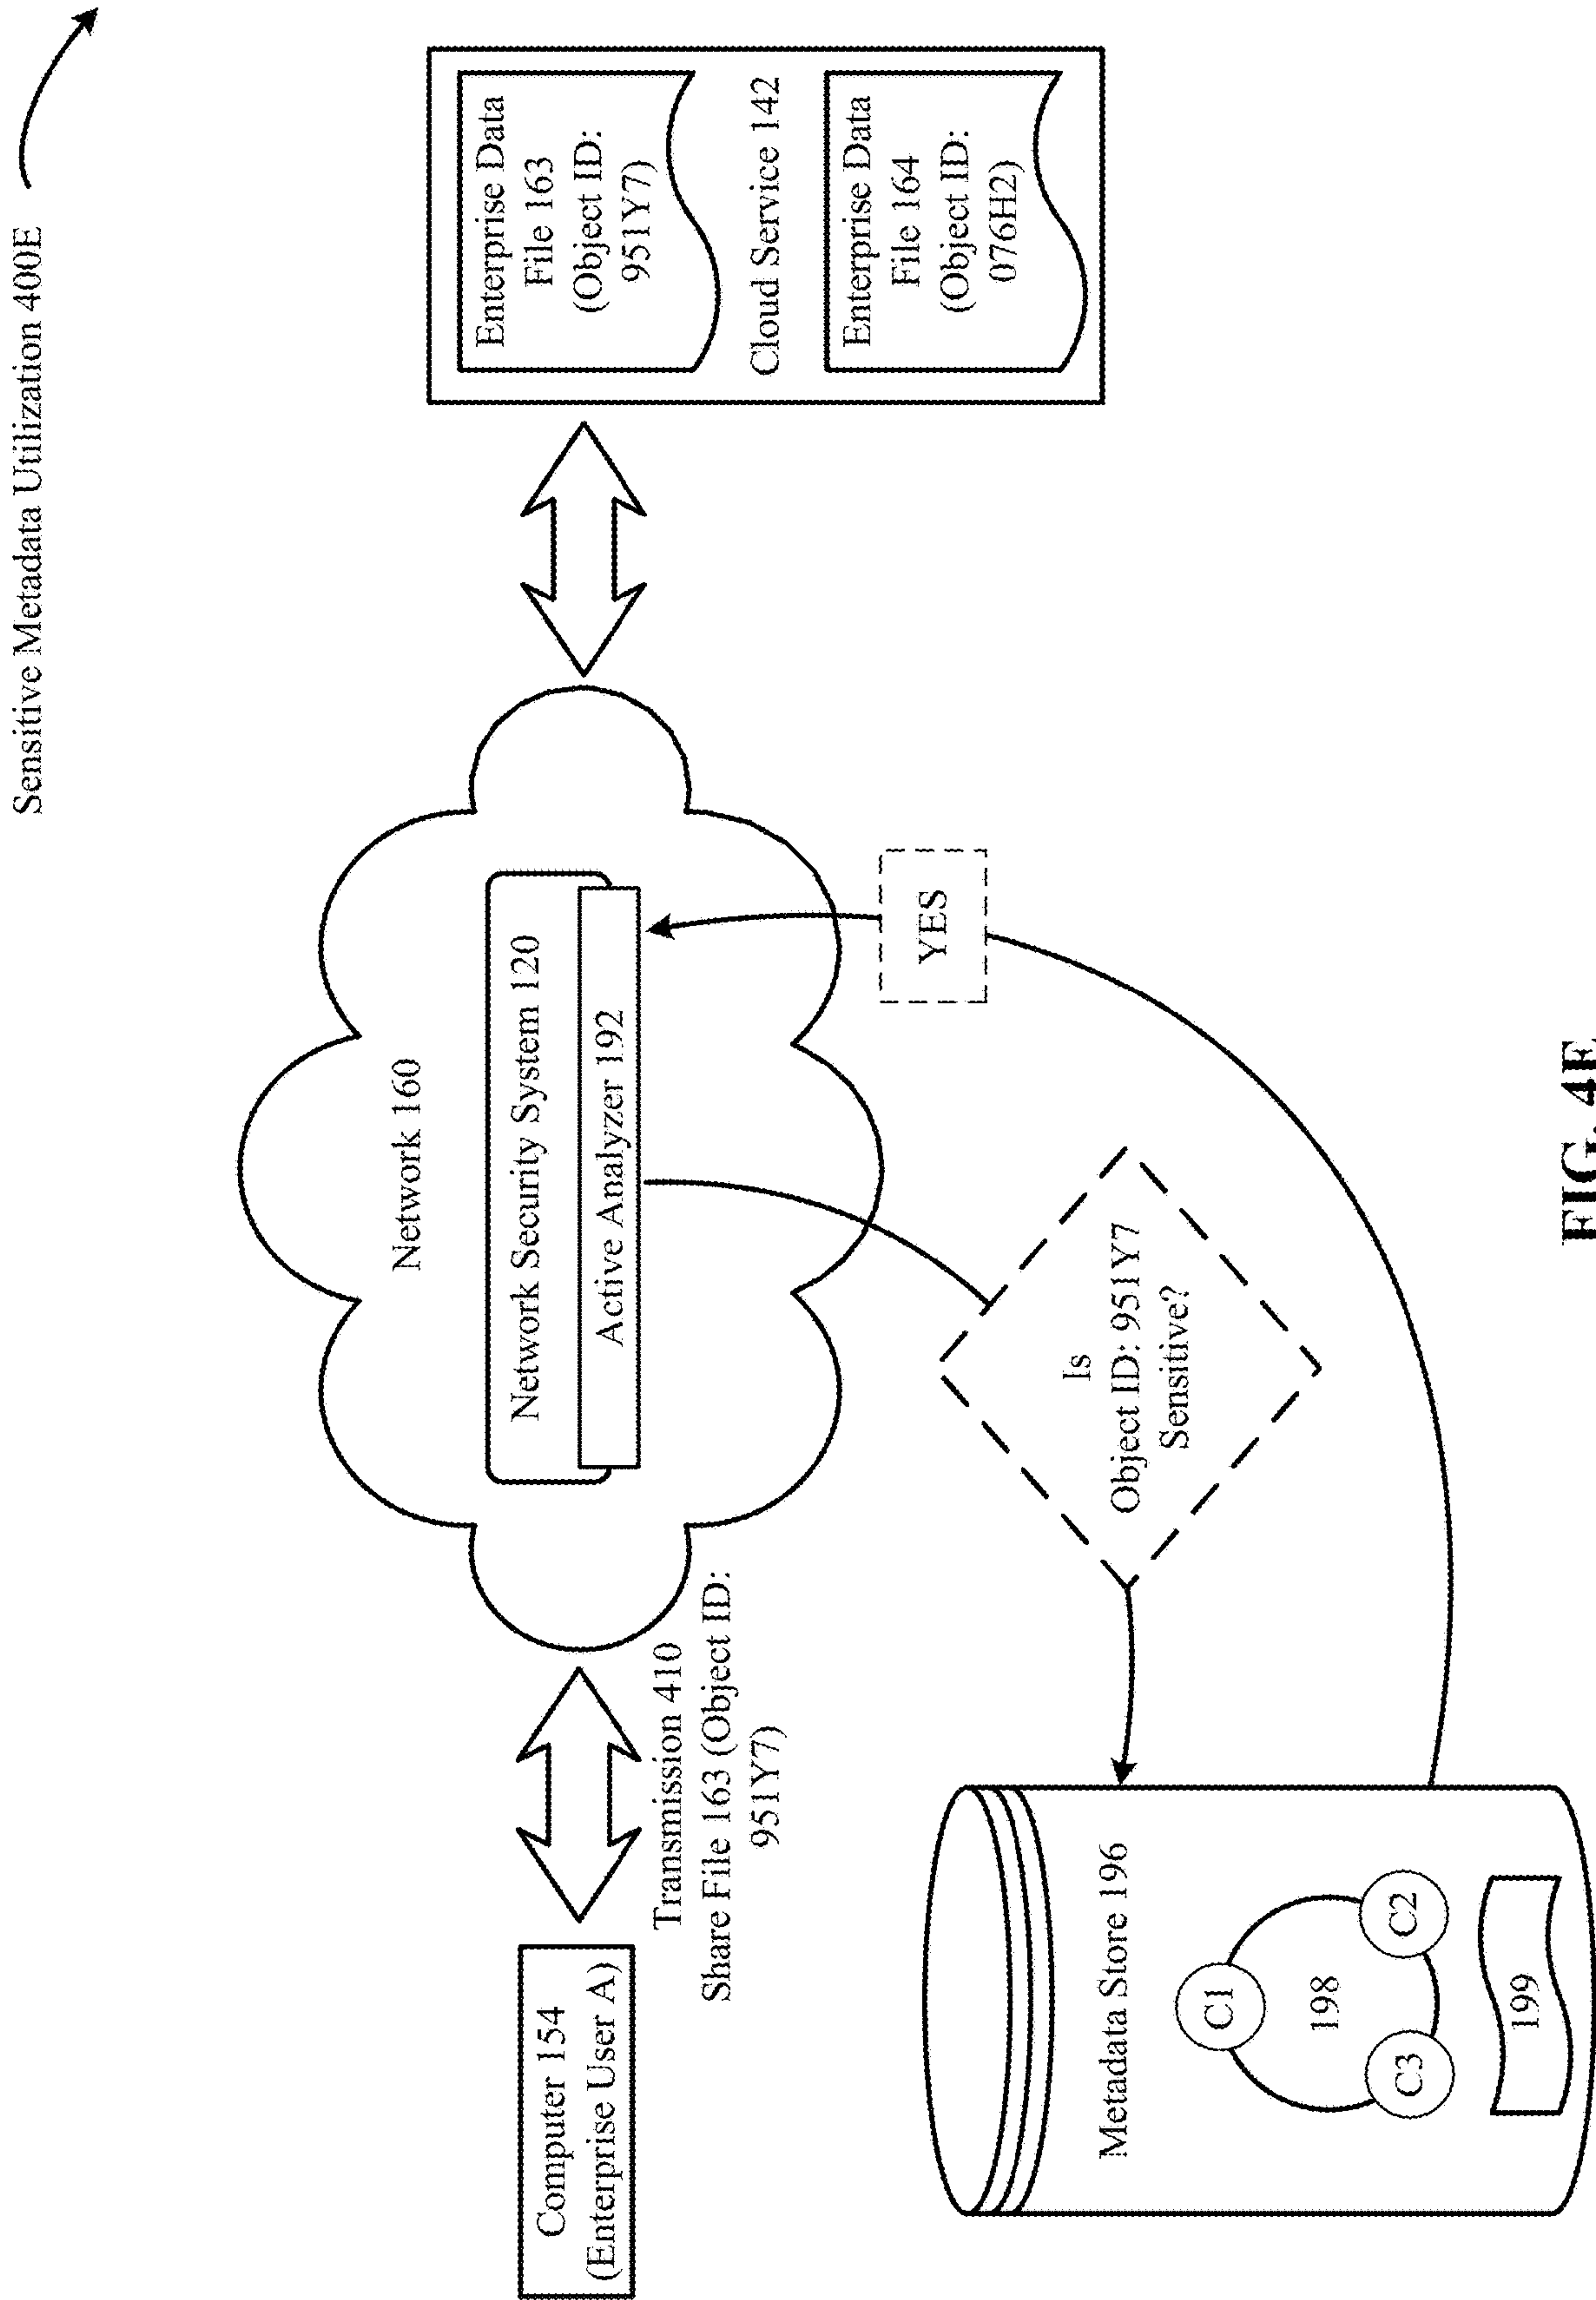 Sensitive Metadata Utilization 400E
Computer 154
(Enterprise User A)
Transmission 410
Share File 163 (Object ID:
951Y7)
Network 160
Network Security System 120
Active Analyzer 192
Enterprise Data
File 163
(Object ID:
951Y7)
Cloud Service 142
Enterprise Data
File 164
(Object ID:
076H2)
Metadata Store 196
C1
198
C3
C2
199
Is
Object ID: 951Y7
Sensitive?
YES
FIG. 4E